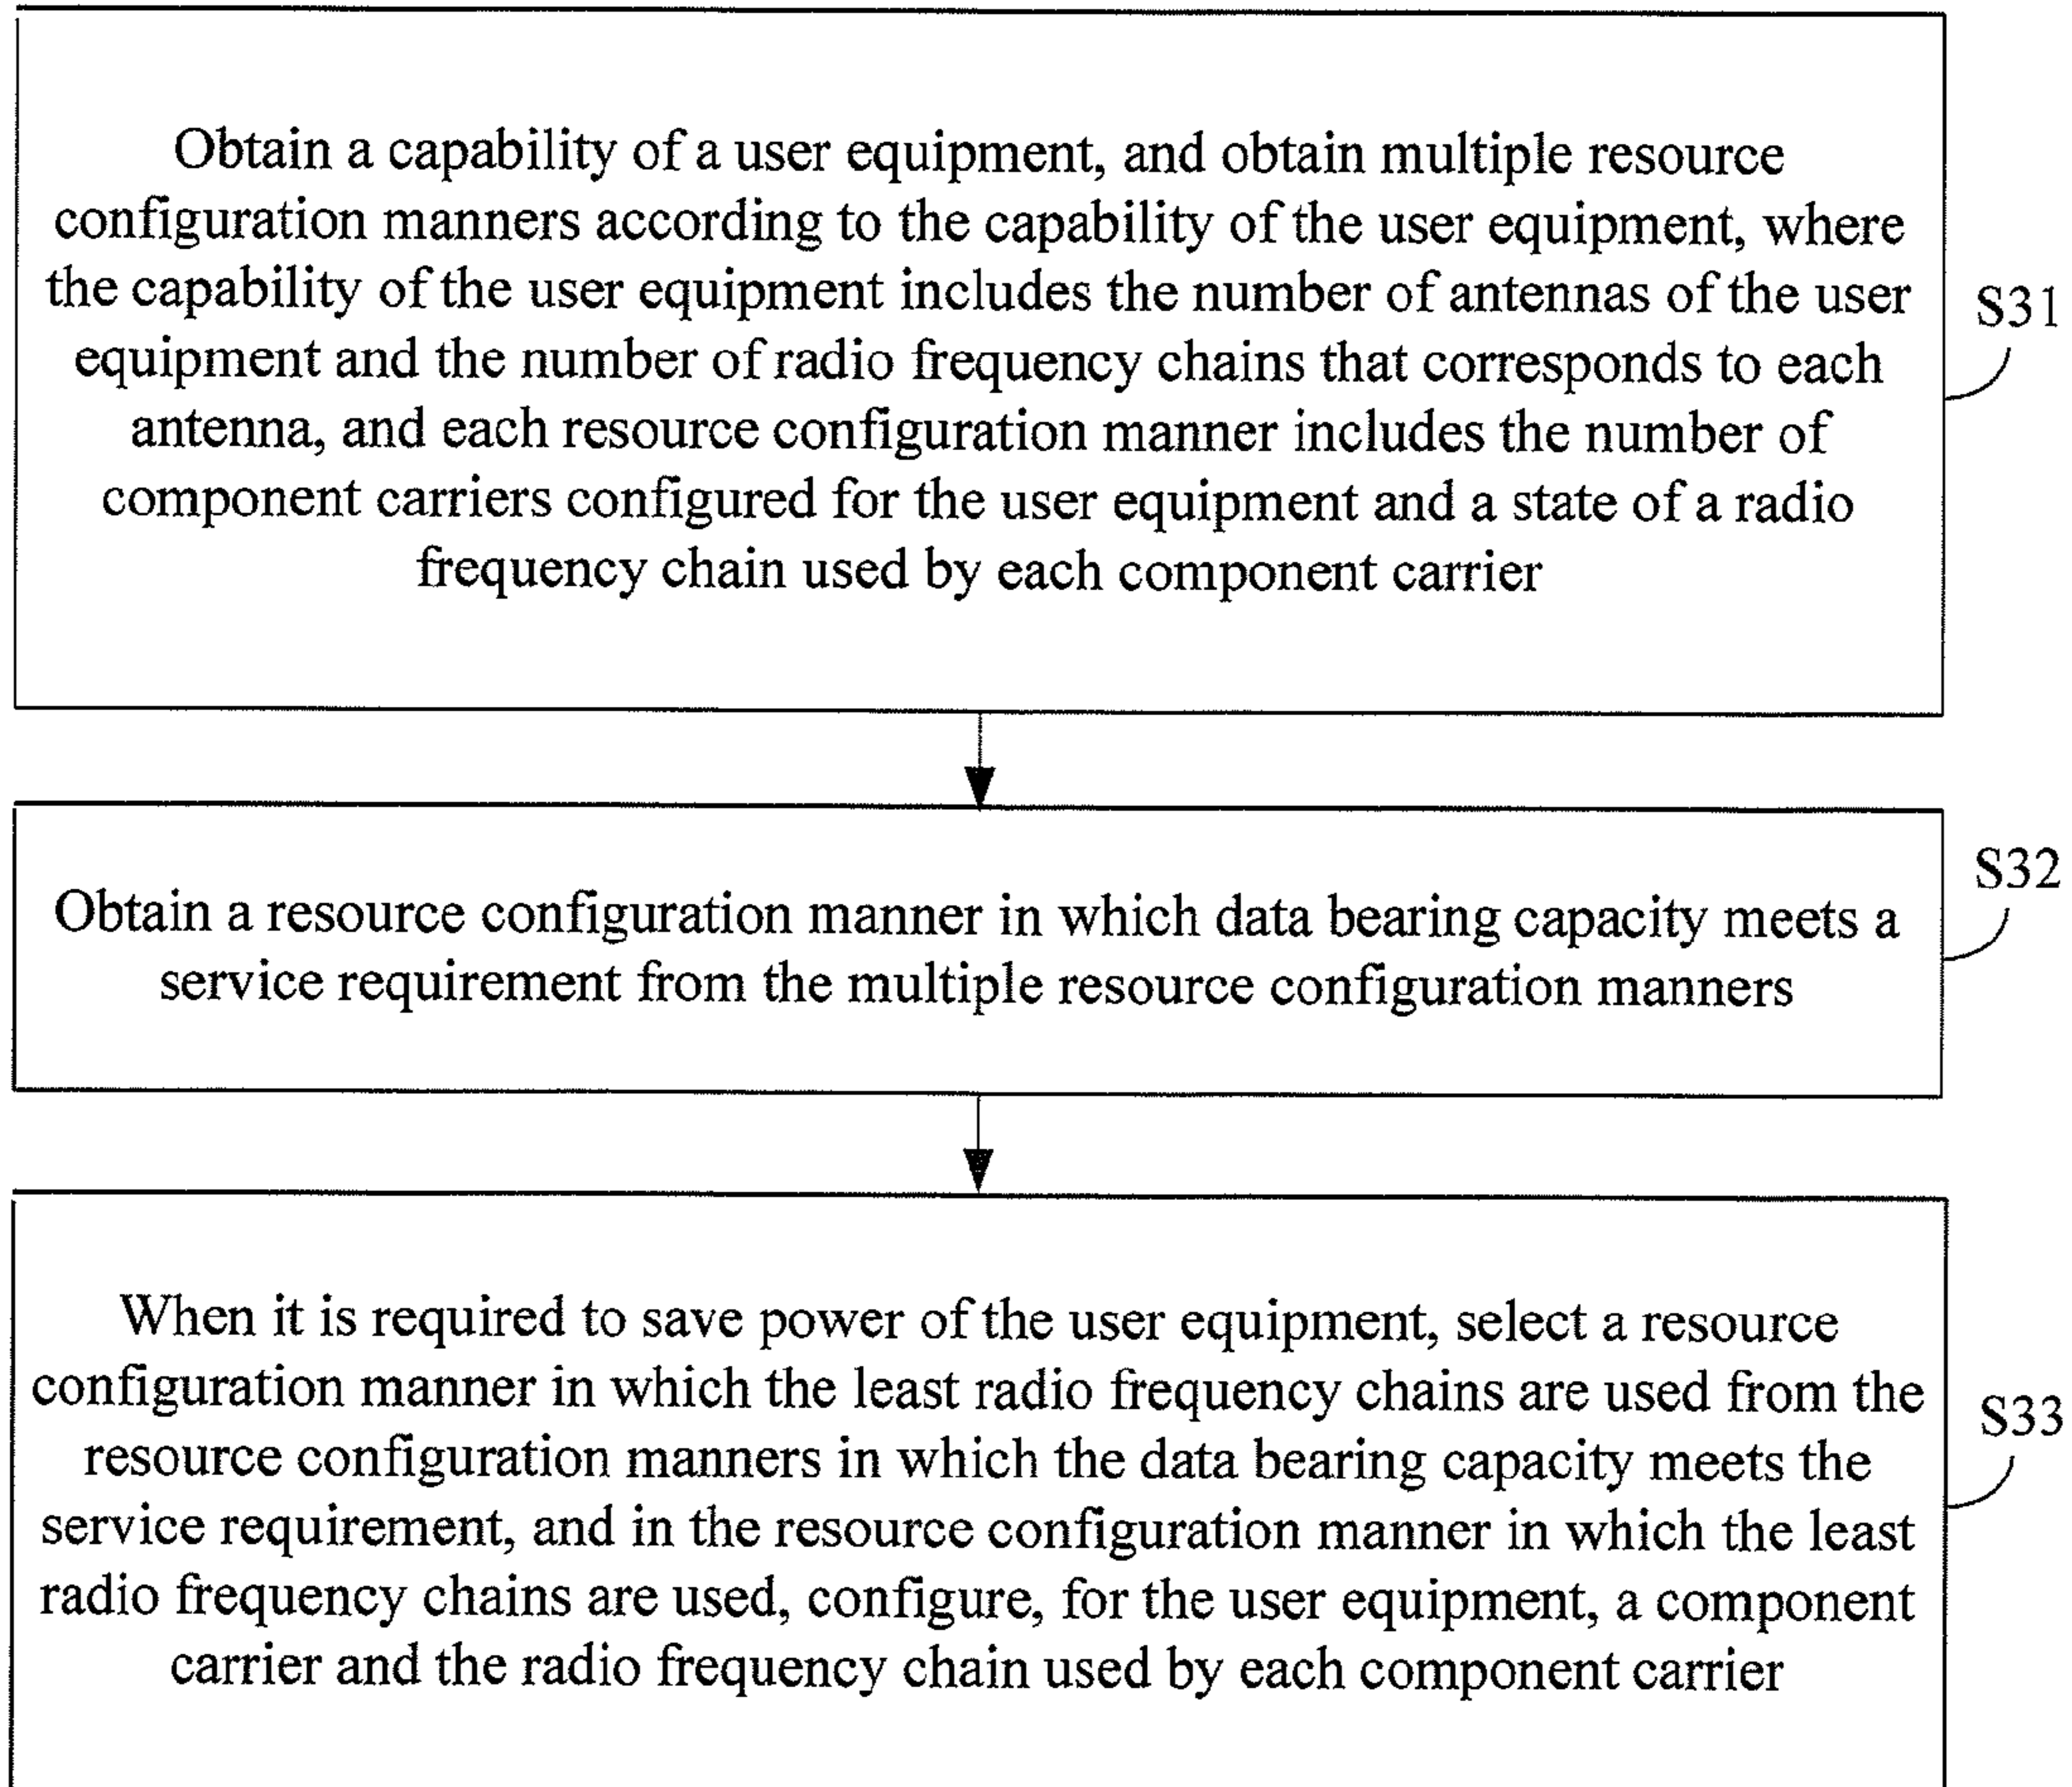 Obtain a capability of a user equipment, and obtain multiple resource
configuration manners according to the capability of the user equipment, where
the capability of the user equipment includes the number of antennas of the user
equipment and the number of radio frequency chains that corresponds to each
antenna, and each resource configuration manner includes the number of
component carriers configured for the user equipment and a state of a radio
frequency chain used by each component carrier
S31
Obtain a resource configuration manner in which data bearing capacity meets a
service requirement from the multiple resource configuration manners
S32
When it is required to save power of the user equipment, select a resource
configuration manner in which the least radio frequency chains are used from the
resource configuration manners in which the data bearing capacity meets the
service requirement, and in the resource configuration manner in which the least
radio frequency chains are used, configure, for the user equipment, a component
carrier and the radio frequency chain used by each component carrier
S33